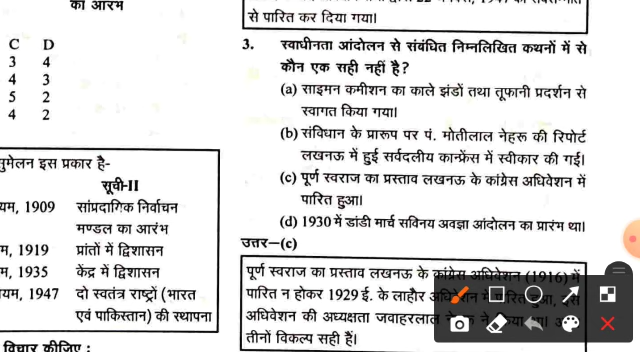 का आरंभ
C D
3 4
4 3
5 2
4 2
सुमेलन इस प्रकार है-
सूची-II
यम, 1909 सांप्रदायिक निर्वाचन
मण्डल का आरंभ
म, 1919 प्रांतों में द्विशासन
म, 1935 केंद्र में द्विशासन
यम, 1947 दो स्वतंत्र राष्ट्रों (भारत
एवं पाकिस्तान) की स्थापना
विचार कीजिए :
से पारित कर दिया गया।
3. स्वाधीनता आंदोलन से संबंधित निम्नलिखित कथनों में से
कौन एक सही नहीं है?
(a) साइमन कमीशन का काले झंडों तथा तूफानी प्रदर्शन से
स्वागत किया गया।
(b) संविधान के प्रारूप पर पं. मोतीलाल नेहरू की रिपोर्ट
लखनऊ में हुई सर्वदलीय कान्फ्रेंस में स्वीकार की गई।
(c) पूर्ण स्वराज का प्रस्ताव लखनऊ के कांग्रेस अधिवेशन में
पारित हुआ।
(d) 1930 में डांडी मार्च सविनय अवज्ञा आंदोलन का प्रारंभ था।
उत्तर–(c)
पूर्ण स्वराज का प्रस्ताव लखनऊ के कांग्रेस अधिवेशन (1916) में
पारित न होकर 1929 ई. के लाहौर
अधिवेशन की अध्यक्षता जवाहरलाल
तीनों विकल्प सही हैं।